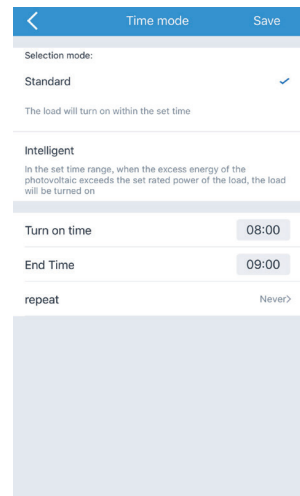 Time mode Save
Selection mode:
Standard
The load will turn on within the set time
Intelligent
In the set time range, when the excess energy of the
photovoltaic exceeds the set rated power of the load, the load
will be turned on
Turn on time 08:00
End Time 09:00
repeat Never>